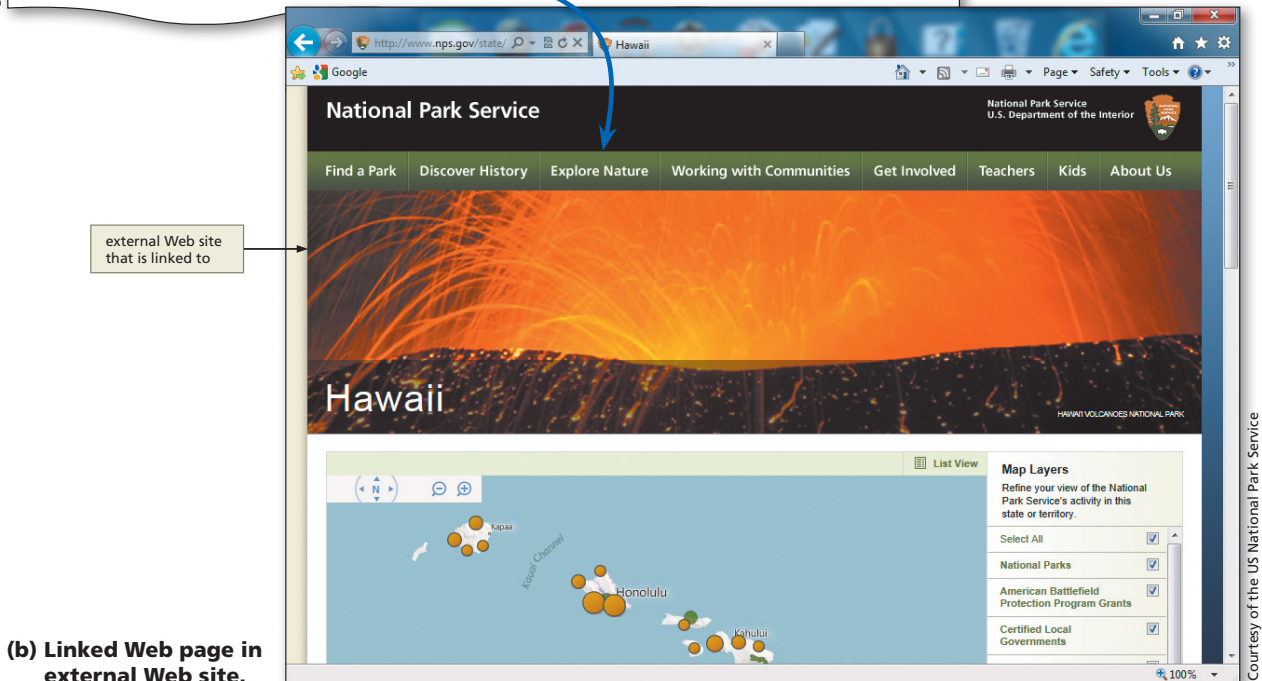 http://www.nps.gov/state/
Hawaii
Google
Page
Safety
Tools
National Park Service
National Park Service
U.S. Department of the Interior
Find a Park
Discover History
Explore Nature
Working with Communities
Get Involved
Teachers
Kids
About Us
external Web site
that is linked to
Hawaii
HAWAI'I VOLCANOES NATIONAL PARK
List View
Map Layers
Refine your view of the National
Park Service's activity in this
state or territory.
Select All
National Parks
American Battlefield
Protection Program Grants
Certified Local
Governments
N
Kapaa
Kauai Channel
Honolulu
Kahului
100%
(b) Linked Web page in
external Web site.
Courtesy of the US National Park Service